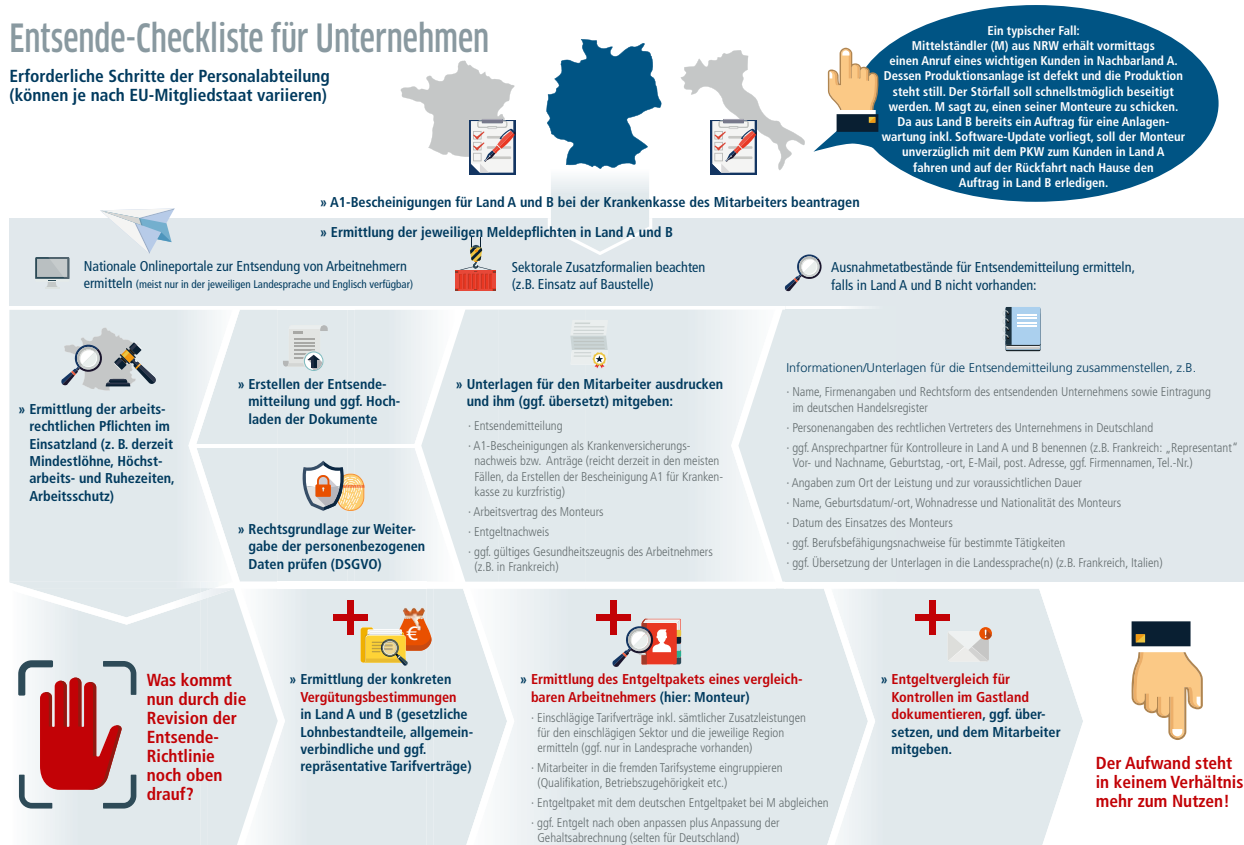 Entsende-Checkliste für Unternehmen
Erforderliche Schritte der Personalabteilung
(können je nach EU-Mitgliedstaat variieren)
Ein typischer Fall:
Mittelständler (M) aus NRW erhält vormittags
einen Anruf eines wichtigen Kunden in Nachbarland A.
Dessen Produktionsanlage ist defekt und die Produktion
steht still. Der Störfall soll schnellstmöglich beseitigt
werden. M sagt zu, einen seiner Monteure zu schicken.
Da aus Land B bereits ein Auftrag für eine Anlagen-
wartung inkl. Software-Update vorliegt, soll der Monteur
unverzüglich mit dem PKW zum Kunden in Land A
fahren und auf der Rückfahrt nach Hause den
Auftrag in Land B erledigen.
» A1-Bescheinigungen für Land A und B bei der Krankenkasse des Mitarbeiters beantragen
» Ermittlung der jeweiligen Meldepflichten in Land A und B
Nationale Onlineportale zur Entsendung von Arbeitnehmern
ermitteln (meist nur in der jeweiligen Landesprache und Englisch verfügbar)
Sektorale Zusatzformalien beachten
(z.B. Einsatz auf Baustelle)
Ausnahmetatbestände für Entsendemitteilung ermitteln,
falls in Land A und B nicht vorhanden:
» Ermittlung der arbeits-
rechtlichen Pflichten im
Einsatzland (z. B. derzeit
Mindestlöhne, Höchst-
arbeits- und Ruhezeiten,
Arbeitsschutz)
» Erstellen der Entsende-
mitteilung und ggf. Hoch-
laden der Dokumente
» Rechtsgrundlage zur Weiter-
gabe der personenbezogenen
Daten prüfen (DSGVO)
» Unterlagen für den Mitarbeiter ausdrucken
und ihm (ggf. übersetzt) mitgeben:
· Entsendemitteilung
· A1-Bescheinigungen als Krankenversicherungs-
nachweis bzw. Anträge (reicht derzeit in den meisten
Fällen, da Erstellen der Bescheinigung A1 für Kranken-
kasse zu kurzfristig)
· Arbeitsvertrag des Monteurs
· Entgeltnachweis
· ggf. gültiges Gesundheitszeugnis des Arbeitnehmers
(z.B. in Frankreich)
Informationen/Unterlagen für die Entsendemitteilung zusammenstellen, z.B.
· Name, Firmenangaben und Rechtsform des entsendenden Unternehmens sowie Eintragung
im deutschen Handelsregister
· Personenangaben des rechtlichen Vertreters des Unternehmens in Deutschland
· ggf. Ansprechpartner für Kontrolleure in Land A und B benennen (z.B. Frankreich: „Representant“
Vor- und Nachname, Geburtstag, -ort, E-Mail, post. Adresse, ggf. Firmennamen, Tel.-Nr.)
· Angaben zum Ort der Leistung und zur voraussichtlichen Dauer
· Name, Geburtsdatum/-ort, Wohnadresse und Nationalität des Monteurs
· Datum des Einsatzes des Monteurs
· ggf. Berufsbefähigungsnachweise für bestimmte Tätigkeiten
· ggf. Übersetzung der Unterlagen in die Landessprache(n) (z.B. Frankreich, Italien)
Was kommt
nun durch die
Revision der
Entsende-
Richtlinie
noch oben
drauf?
» Ermittlung der konkreten
Vergütungsbestimmungen
in Land A und B (gesetzliche
Lohnbestandteile, allgemein-
verbindliche und ggf.
repräsentative Tarifverträge)
» Ermittlung des Entgeltpakets eines vergleich-
baren Arbeitnehmers (hier: Monteur)
· Einschlägige Tarifverträge inkl. sämtlicher Zusatzleistungen
für den einschlägigen Sektor und die jeweilige Region
ermitteln (ggf. nur in Landesprache vorhanden)
· Mitarbeiter in die fremden Tarifsysteme eingruppieren
(Qualifikation, Betriebszugehörigkeit etc.)
· Entgeltpaket mit dem deutschen Entgeltpaket bei M abgleichen
· ggf. Entgelt nach oben anpassen plus Anpassung der
Gehaltsabrechnung (selten für Deutschland)
» Entgeltvergleich für
Kontrollen im Gastland
dokumentieren, ggf. über-
setzen, und dem Mitarbeiter
mitgeben.
Der Aufwand steht
in keinem Verhältnis
mehr zum Nutzen!